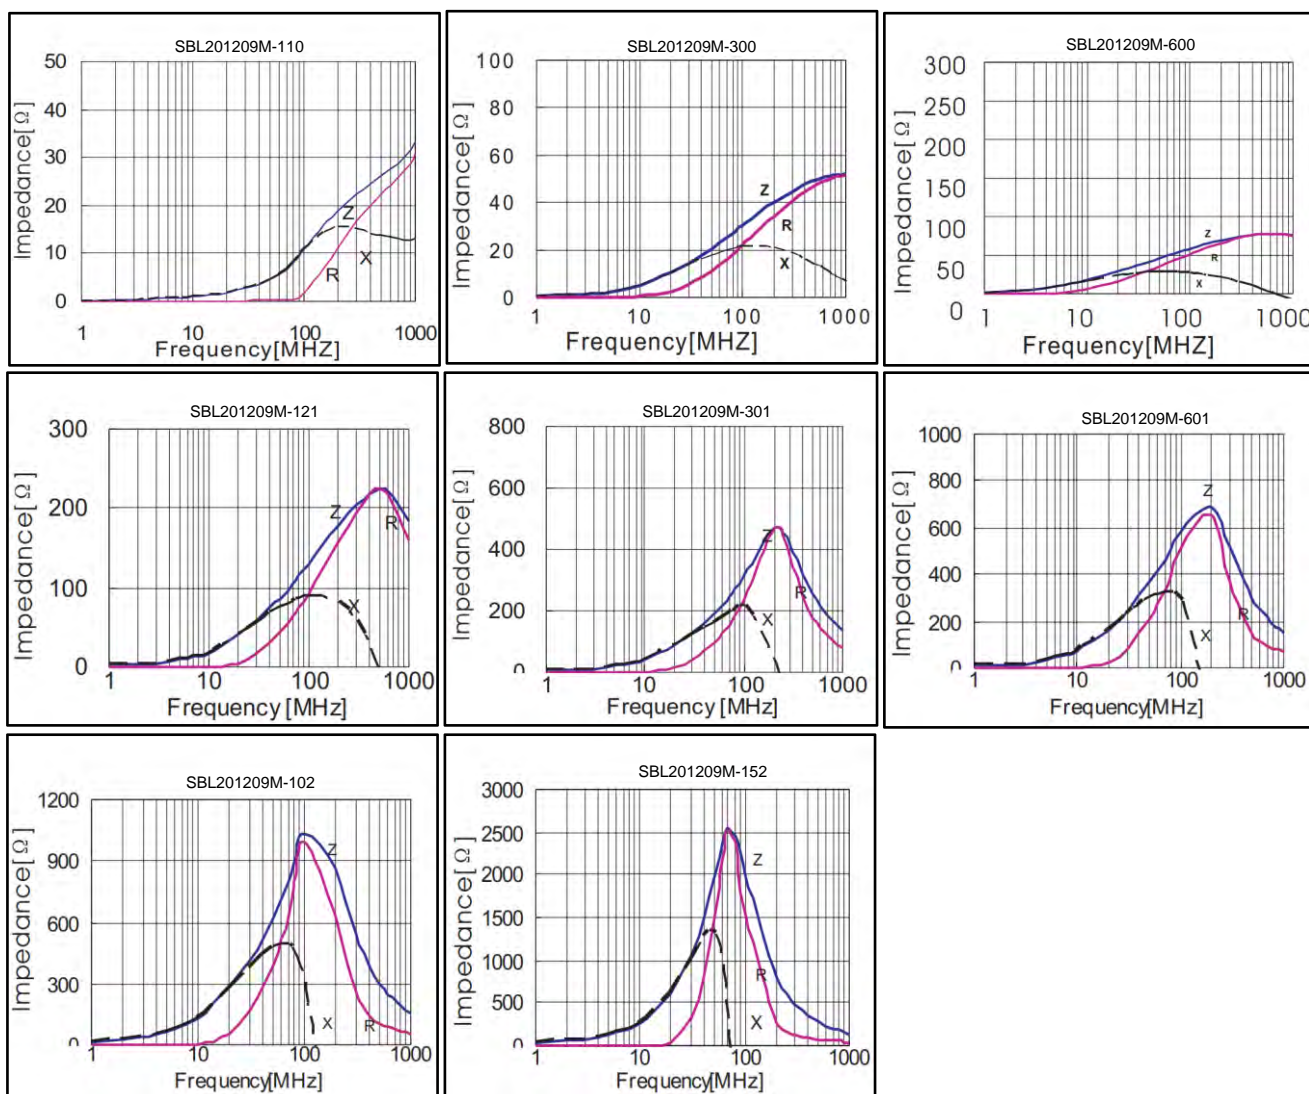 SBL201209M-110
50
40
30
20
10
0
Impedance[Ω]
Z
X
R
1 10 100 1000
Frequency[MHZ]
SBL201209M-300
100
80
60
40
20
0
Impedance[Ω]
Z
R
X
1 10 100 1000
Frequency[MHZ]
SBL201209M-600
300
250
200
150
100
50
0
Impedance[Ω]
Z
R
X
1 10 100 1000
Frequency[MHZ]
SBL201209M-121
300
200
100
0
Impedance[Ω]
Z
R
X
1 10 100 1000
Frequency [MHz]
SBL201209M-301
800
600
400
200
0
Impedance[Ω]
Z
R
X
1 10 100 1000
Frequency[MHz]
SBL201209M-601
1000
800
600
400
200
0
Impedance[Ω]
Z
R
X
1 10 100 1000
Frequency[MHz]
SBL201209M-102
1200
900
600
300
0
Impedance[Ω]
Z
X
R
1 10 100 1000
Frequency[MHz]
SBL201209M-152
3000
2500
2000
1500
1000
500
0
Impedance[Ω]
Z
R
X
1 10 100 1000
Frequency[MHz]